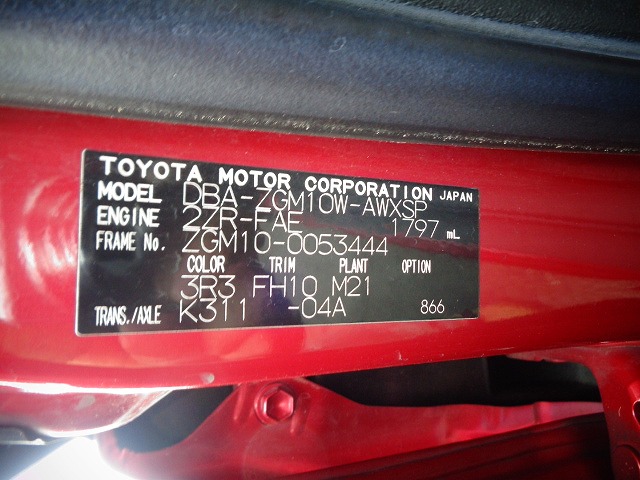 TOYOTA MOTOR CORPORATION JAPAN
MODEL DBA-ZGM10W-AWXSP
ENGINE 2ZR-FAE 1797 mL
FRAME No. ZGM10-0053444
COLOR TRIM PLANT OPTION
3R3 FH10 M21
TRANS./AXLE K311 -04A 866